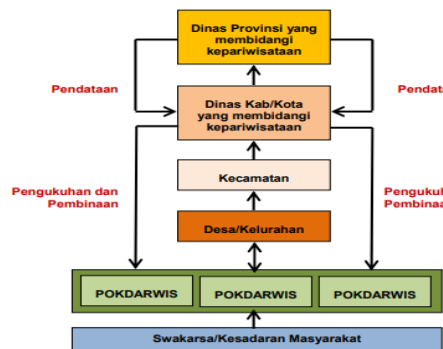 Dinas Provinsi yang
membidangi
kepariwisataan
Pendataan
Pendat
Dinas Kab/Kota
yang membidangi
kepariwisataan
Kecamatan
Pengukuhan dan
Pembinaan
Pengukuh
Pembinaa
Desa/Kelurahan
POKDARWIS
POKDARWIS
POKDARWIS
Swakarsa/Kesadaran Masyarakat